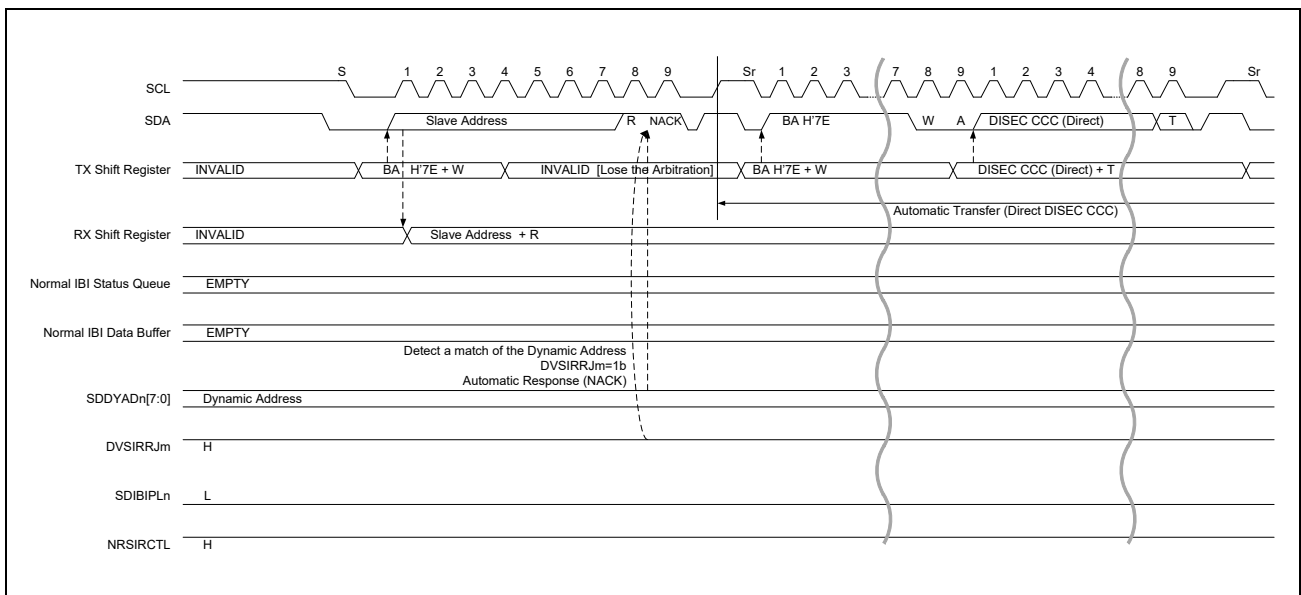 S 1 2 3 4 5 6 7 8 9 Sr 1 2 3 7 8 9 1 2 3 4 8 9 Sr
SCL
SDA Slave Address R NACK BA H'7E W A DISEC CCC (Direct) T
TX Shift Register INVALID BA H'7E + W INVALID [Lose the Arbitration] BA H'7E + W DISEC CCC (Direct) + T
Automatic Transfer (Direct DISEC CCC)
RX Shift Register INVALID Slave Address + R
Normal IBI Status Queue EMPTY
Normal IBI Data Buffer EMPTY
Detect a match of the Dynamic Address
DVSIRRJm=1b
Automatic Response (NACK)
SDDYADn[7:0] Dynamic Address
DVSIRRJm H
SDIBIPLn L
NRSIRCTL H